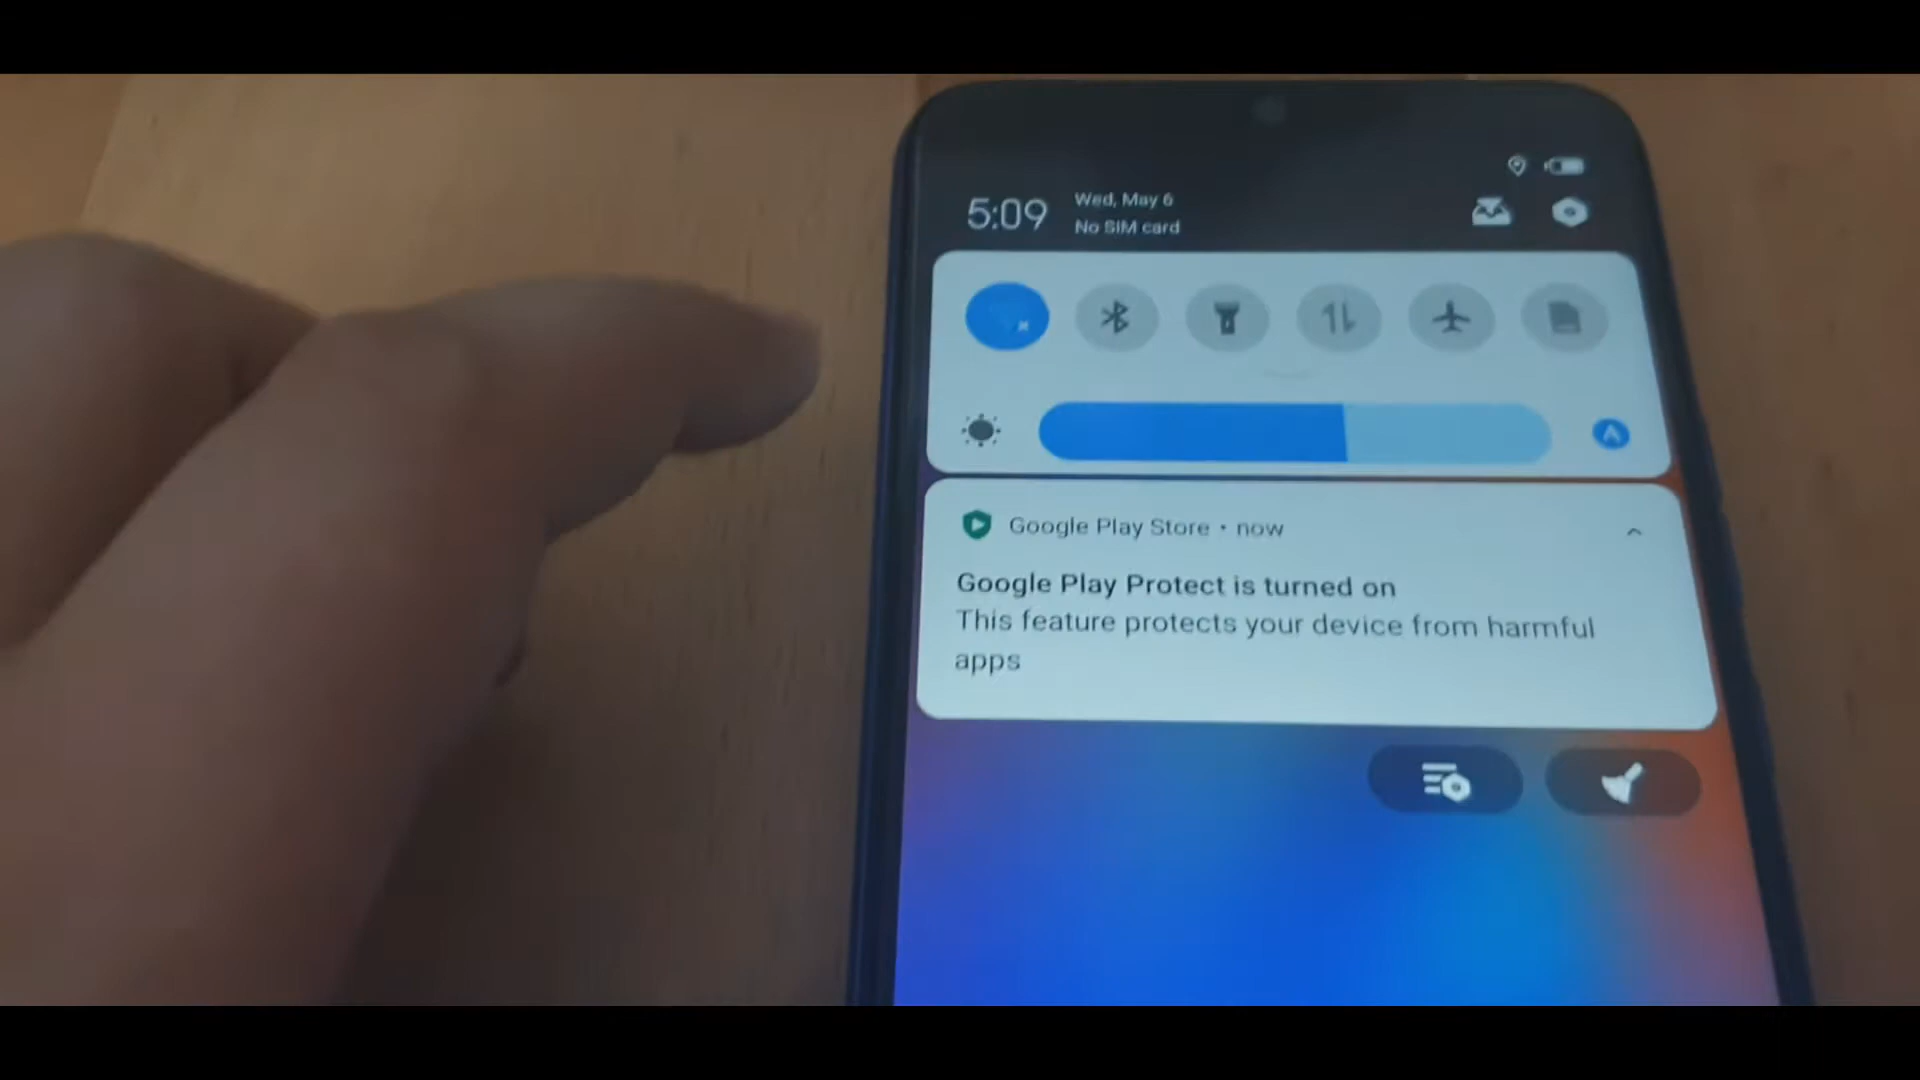 5:09
Wed, May 6
No SIM card
Google Play Store • now
Google Play Protect is turned on
This feature protects your device from harmful
apps